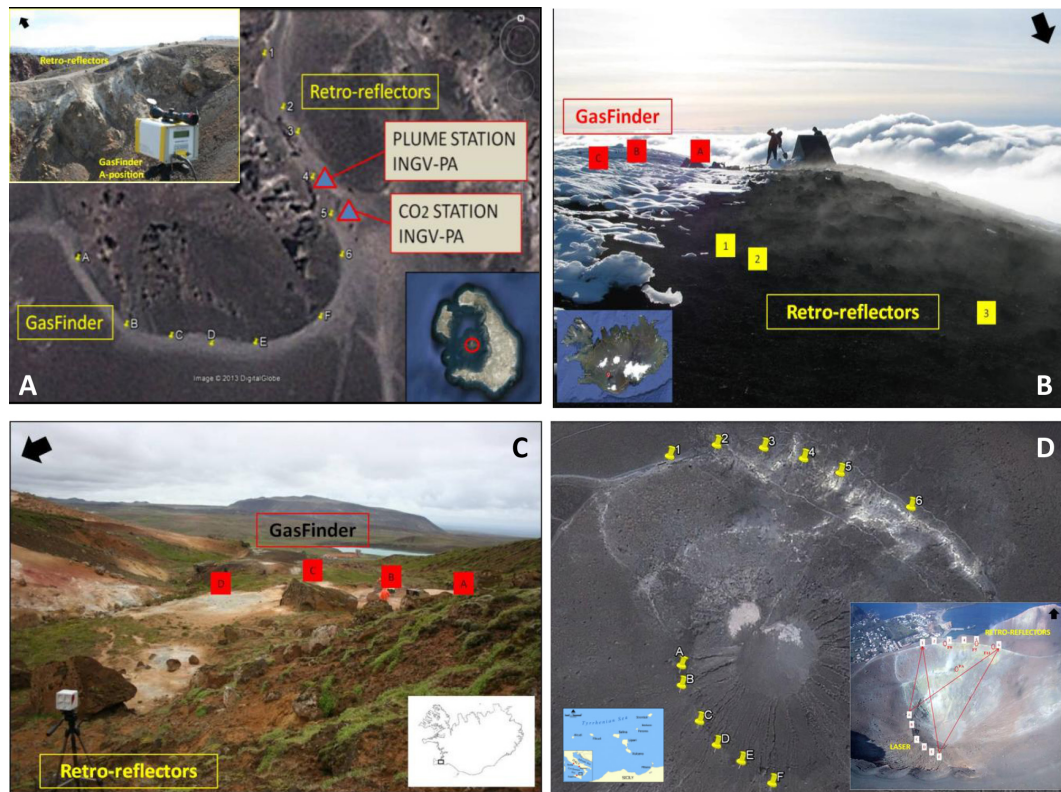 Retro-reflectors
GasFinder
A-position
N
1
2
3
4
5
6
Retro-reflectors
PLUME STATION
INGV-PA
CO2 STATION
INGV-PA
A
B
C
D
E
F
GasFinder
Image © 2013 DigitalGlobe
A
GasFinder
C
B
A
1
2
3
Retro-reflectors
B
C
GasFinder
D
C
B
A
Retro-reflectors
D
1
2
3
4
5
6
A
B
C
D
E
F
Tyrrhenian Sea
SICILY
RETRO-REFLECTORS
LASER